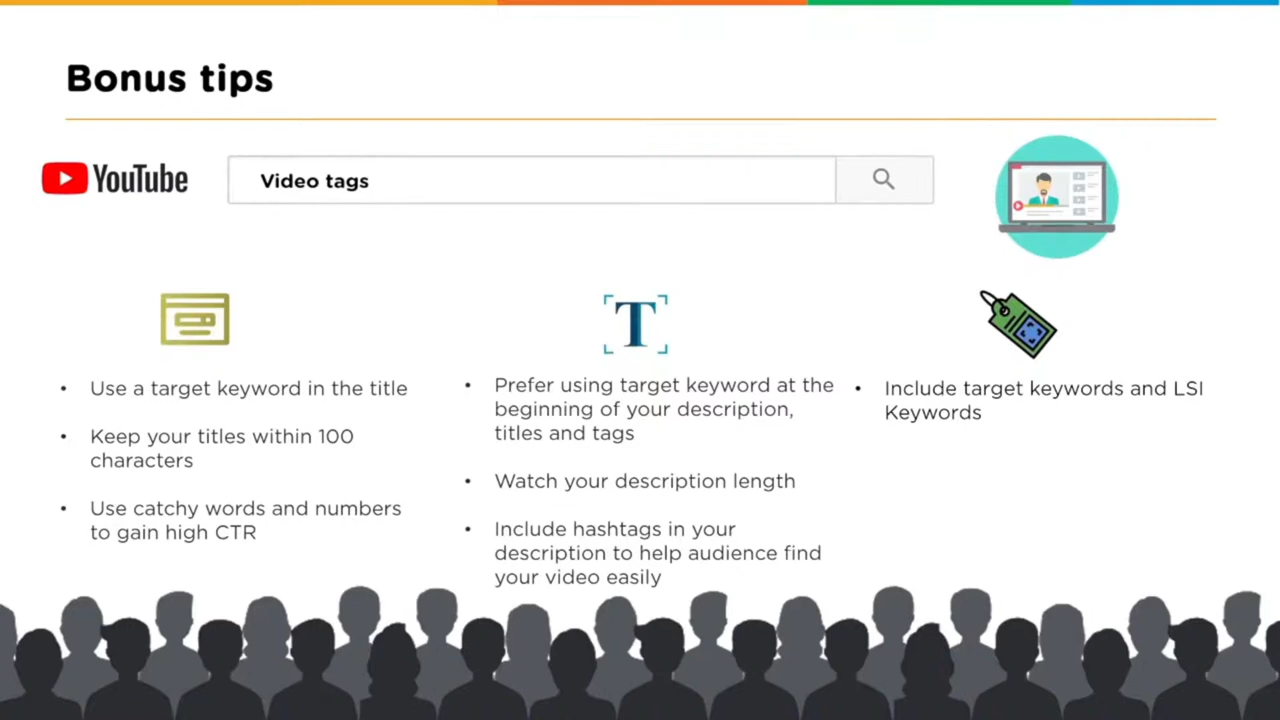 Bonus tips
YouTube
Video tags
• Use a target keyword in the title
• Keep your titles within 100
characters
• Use catchy words and numbers
to gain high CTR
• Prefer using target keyword at the
beginning of your description,
titles and tags
• Watch your description length
• Include hashtags in your
description to help audience find
your video easily
• Include target keywords and LSI
Keywords